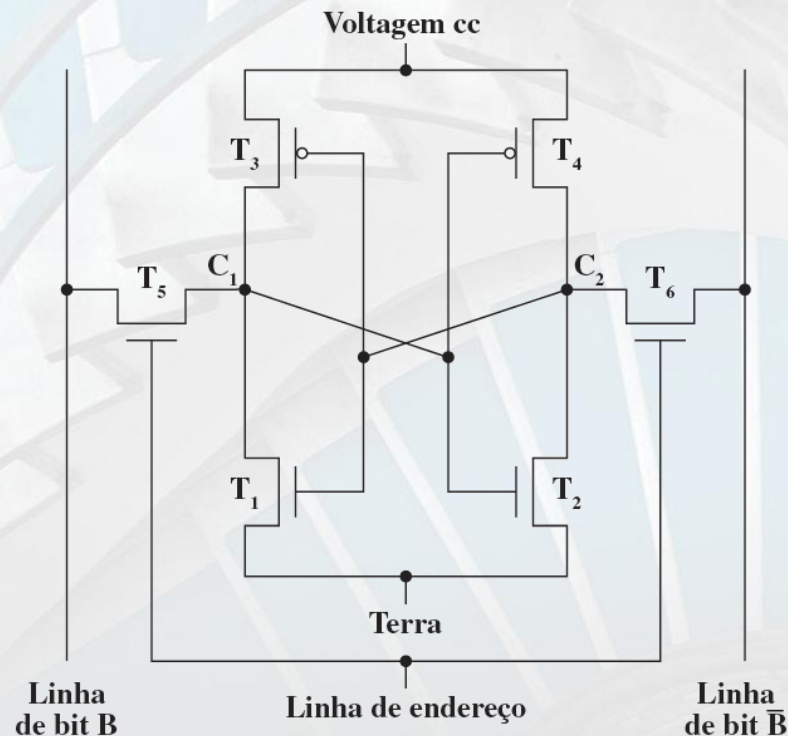 Voltagem cc
T3
T4
T5
C1
C2
T6
T1
T2
Terra
Linha de endereço
Linha
de bit B
Linha
de bit B̅